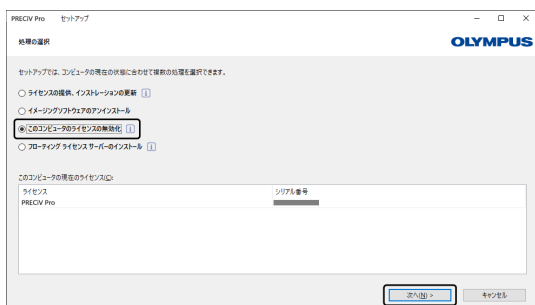 PRECiV Pro セットアップ
処理の選択
OLYMPUS
セットアップでは、コンピュータの現在の状態に合わせて複数の処理を選択できます。
ライセンスの提供、インストレーションの更新 i
イメージングソフトウェアのアンインストール
このコンピュータのライセンスの無効化 i
フローティング ライセンス サーバーのインストール i
このコンピュータの現在のライセンス(C):
ライセンス シリアル番号
PRECiV Pro
次へ(N) > キャンセル